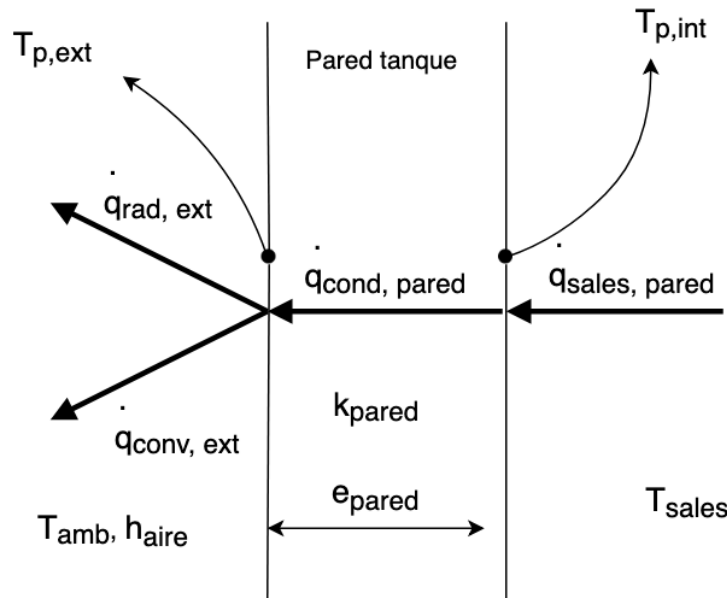 T_p,ext
T_p,int
Pared tanque
q̇_rad, ext
q̇_cond, pared
q̇_sales, pared
k_pared
q̇_conv, ext
e_pared
T_sales
T_amb, h_aire